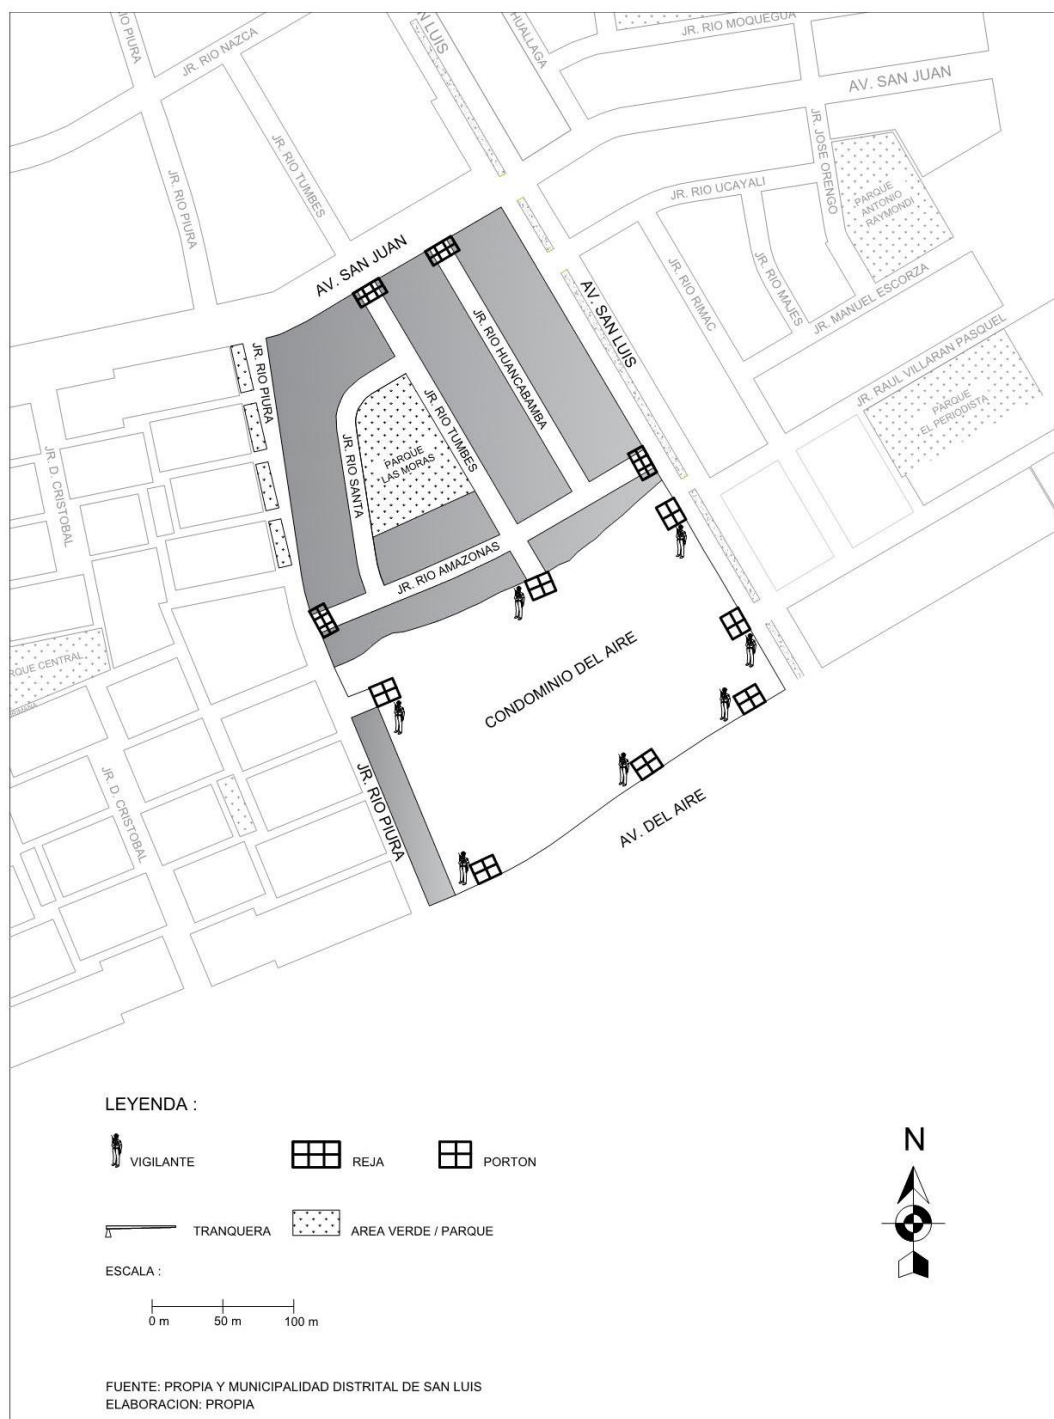 RIO PIURA
JR. RIO NAZCA
SAN LUIS
HUALLAGA
JR. RIO MOQUEGUA
AV. SAN JUAN
JR. RIO PIURA
JR. RIO TUMBES
JR. JOSE ORENGO
JR. RIO UCAYALI
PARQUE
ANTONIO
RAYMONDI
AV. SAN JUAN
AV. SAN LUIS
JR. RIO RIMAC
JR. RIO MAJES
JR. MANUEL ESCORZA
JR. RIO PIURA
JR. RIO HUANCABAMBA
JR. RAUL VILLARAN PASQUEL
JR. RIO TUMBES
PARQUE
EL PERIODISTA
JR. D. CRISTOBAL
JR. RIO SANTA
PARQUE
LAS MORAS
JR. RIO AMAZONAS
RQUE CENTRAL
CONDOMINIO DEL AIRE
JR. D. CRISTOBAL
JR. RIO PIURA
AV. DEL AIRE
LEYENDA :
VIGILANTE
REJA
PORTON
TRANQUERA
AREA VERDE / PARQUE
ESCALA :
0 m 50 m 100 m
N
FUENTE: PROPIA Y MUNICIPALIDAD DISTRITAL DE SAN LUIS
ELABORACION: PROPIA